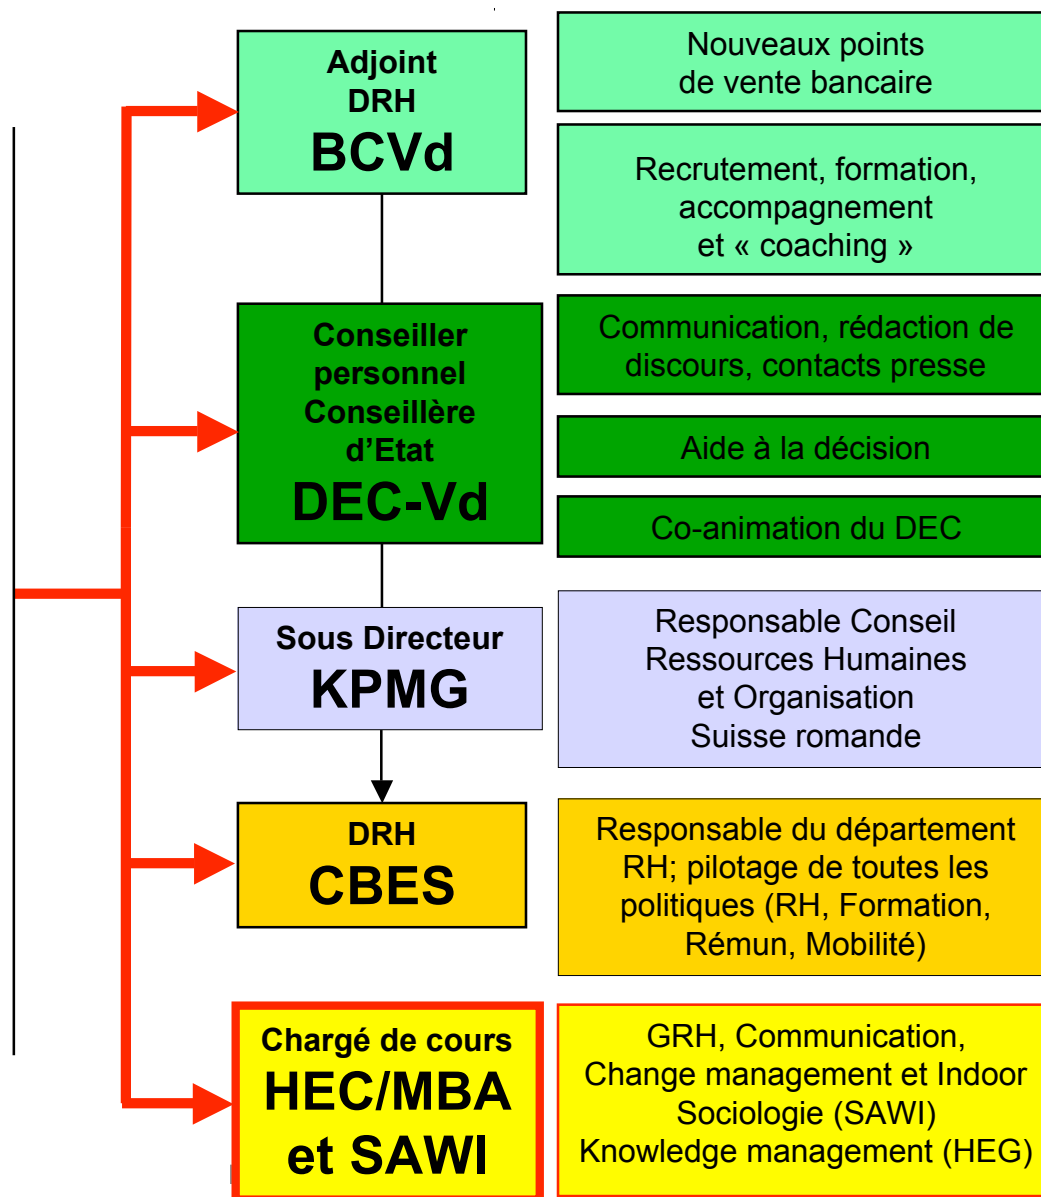 Adjoint
DRH
BCVd
Nouveaux points
de vente bancaire
Recrutement, formation,
accompagnement
et « coaching »
Conseiller
personnel
Conseillère
d’Etat
DEC-Vd
Communication, rédaction de
discours, contacts presse
Aide à la décision
Co-animation du DEC
Sous Directeur
KPMG
Responsable Conseil
Ressources Humaines
et Organisation
Suisse romande
DRH
CBES
Responsable du département
RH; pilotage de toutes les
politiques (RH, Formation,
Rémun, Mobilité)
Chargé de cours
HEC/MBA
et SAWI
GRH, Communication,
Change management et Indoor
Sociologie (SAWI)
Knowledge management (HEG)